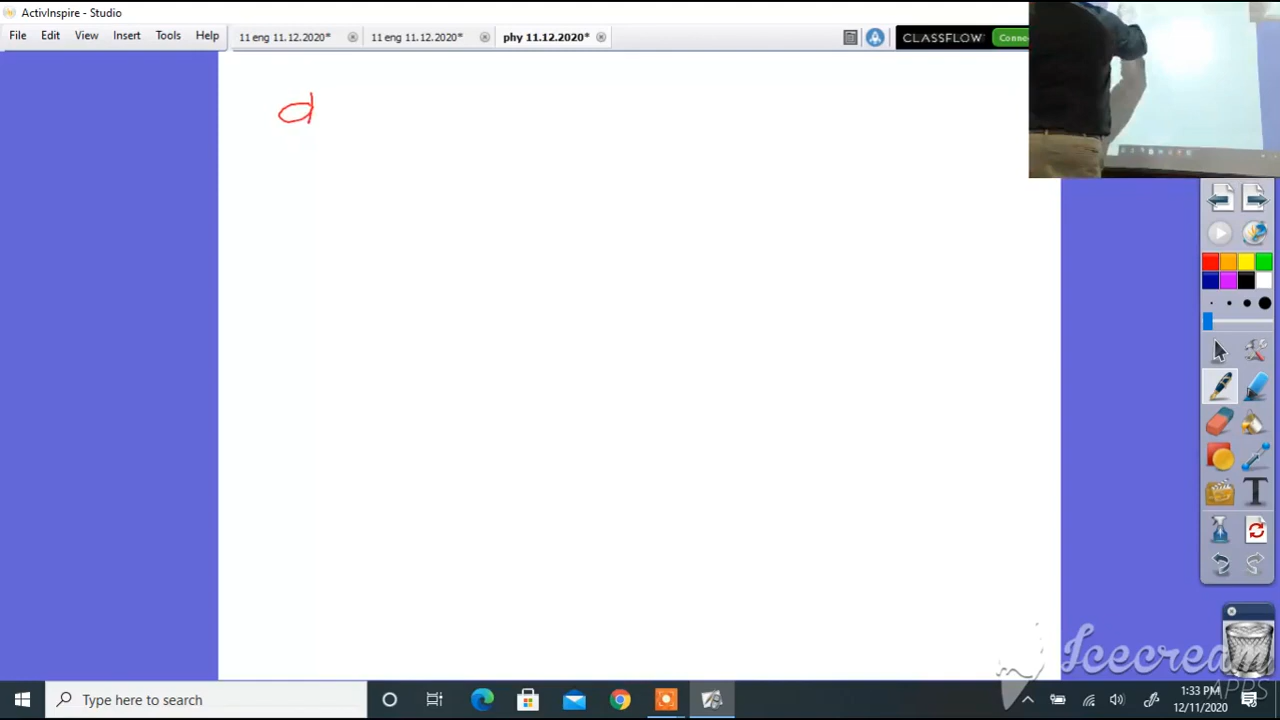 ActivInspire - Studio
File Edit View Insert Tools Help
11 eng 11.12.2020* 11 eng 11.12.2020* phy 11.12.2020*
CLASSFLOW Conne
d
T
Icecream
APPS
Type here to search
1:33 PM
12/11/2020